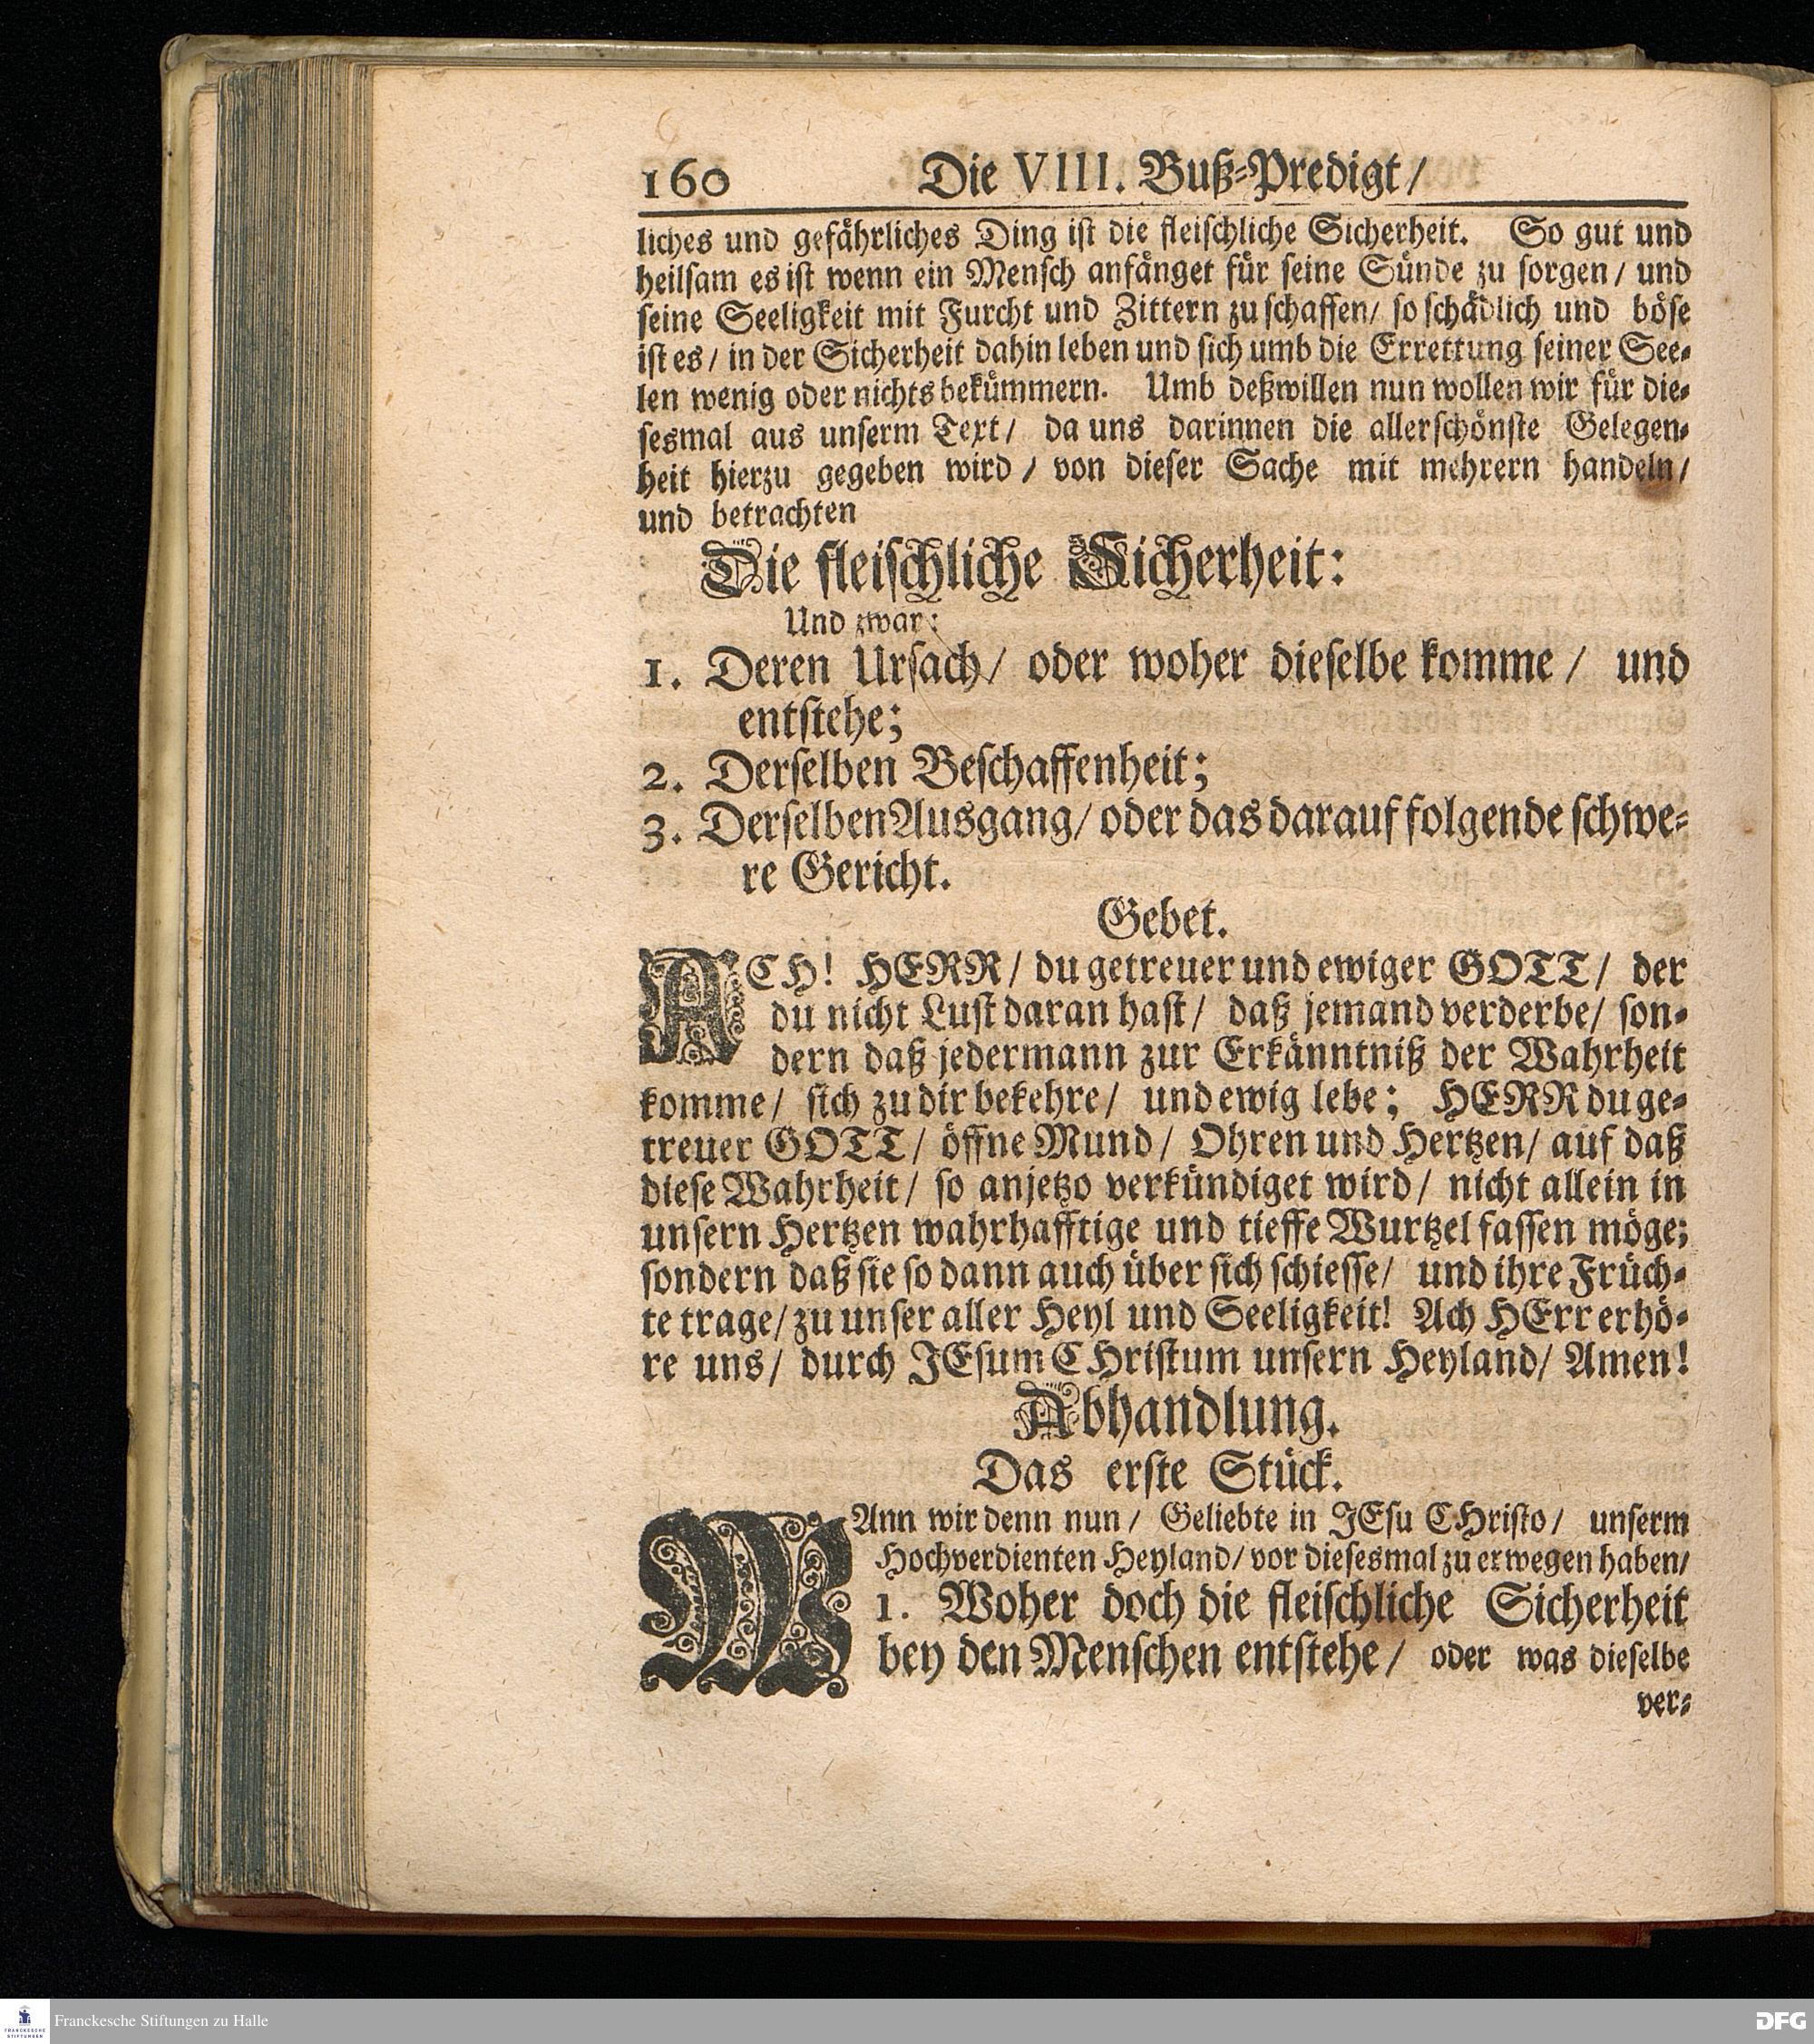 160 Die VIII. Buß-Predigt/
liches und gefährliches Ding iſt die fleiſchliche Sicherheit. So gut und
heilſam es iſt wenn ein Menſch anfänget für ſeine Sünde zu ſorgen/ und
ſeine Seeligkeit mit Furcht und Zittern zu ſchaffen/ ſo ſchädlich und böſe
iſt es/ in der Sicherheit dahin leben und ſich umb die Errettung ſeiner See-
len wenig oder nichts bekümmern. Umb deßwillen nun wollen wir für die-
ſesmal aus unſerm Text/ da uns darinnen die allerſchönſte Gelegen-
heit hierzu gegeben wird/ von dieſer Sache mit mehrern handeln/
und betrachten
Die fleiſchliche Sicherheit:
Und zwar:
1. Deren Urſach/ oder woher dieſelbe komme/ und
entſtehe;
2. Derſelben Beſchaffenheit;
3. Derſelben Ausgang/ oder das darauf folgende ſchwe-
re Gericht.
Gebet.
ACH! HERR/ du getreuer und ewiger GOTT/ der
du nicht Luſt daran haſt/ daß jemand verderbe/ ſon-
dern daß jedermann zur Erkänntniß der Wahrheit
komme/ ſich zu dir bekehre/ und ewig lebe; HERR du ge-
treuer GOTT/ öffne Mund/ Ohren und Hertzen/ auf daß
dieſe Wahrheit/ ſo anjetzo verkündiget wird/ nicht allein in
unſern Hertzen wahrhafftige und tieffe Wurtzel faſſen möge;
ſondern daß ſie ſo dann auch über ſich ſchieſſe/ und ihre Früch-
te trage/ zu unſer aller Heyl und Seeligkeit! Ach HErr erhö-
re uns/ durch JEſum CHriſtum unſern Heyland/ Amen!
Abhandlung.
Das erſte Stück.
WAnn wir denn nun/ Geliebte in JEſu CHriſto/ unſerm
Hochverdienten Heyland/ vor dieſesmal zu erwegen haben/
1. Woher doch die fleiſchliche Sicherheit
bey den Menſchen entſtehe/ oder was dieſelbe
ver-
FRANCKESCHE
STIFTUNGEN
Franckesche Stiftungen zu Halle
DFG